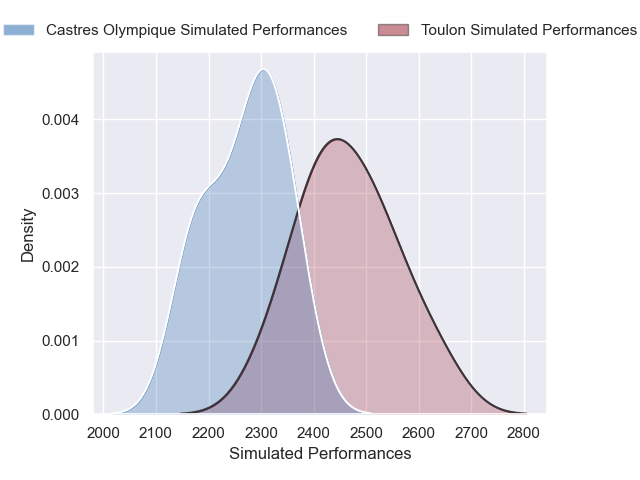 Castres Olympique Simulated Performances
Toulon Simulated Performances
0.004
0.003
0.002
0.001
0.000
Density
2000 2100 2200 2300 2400 2500 2600 2700 2800
Simulated Performances